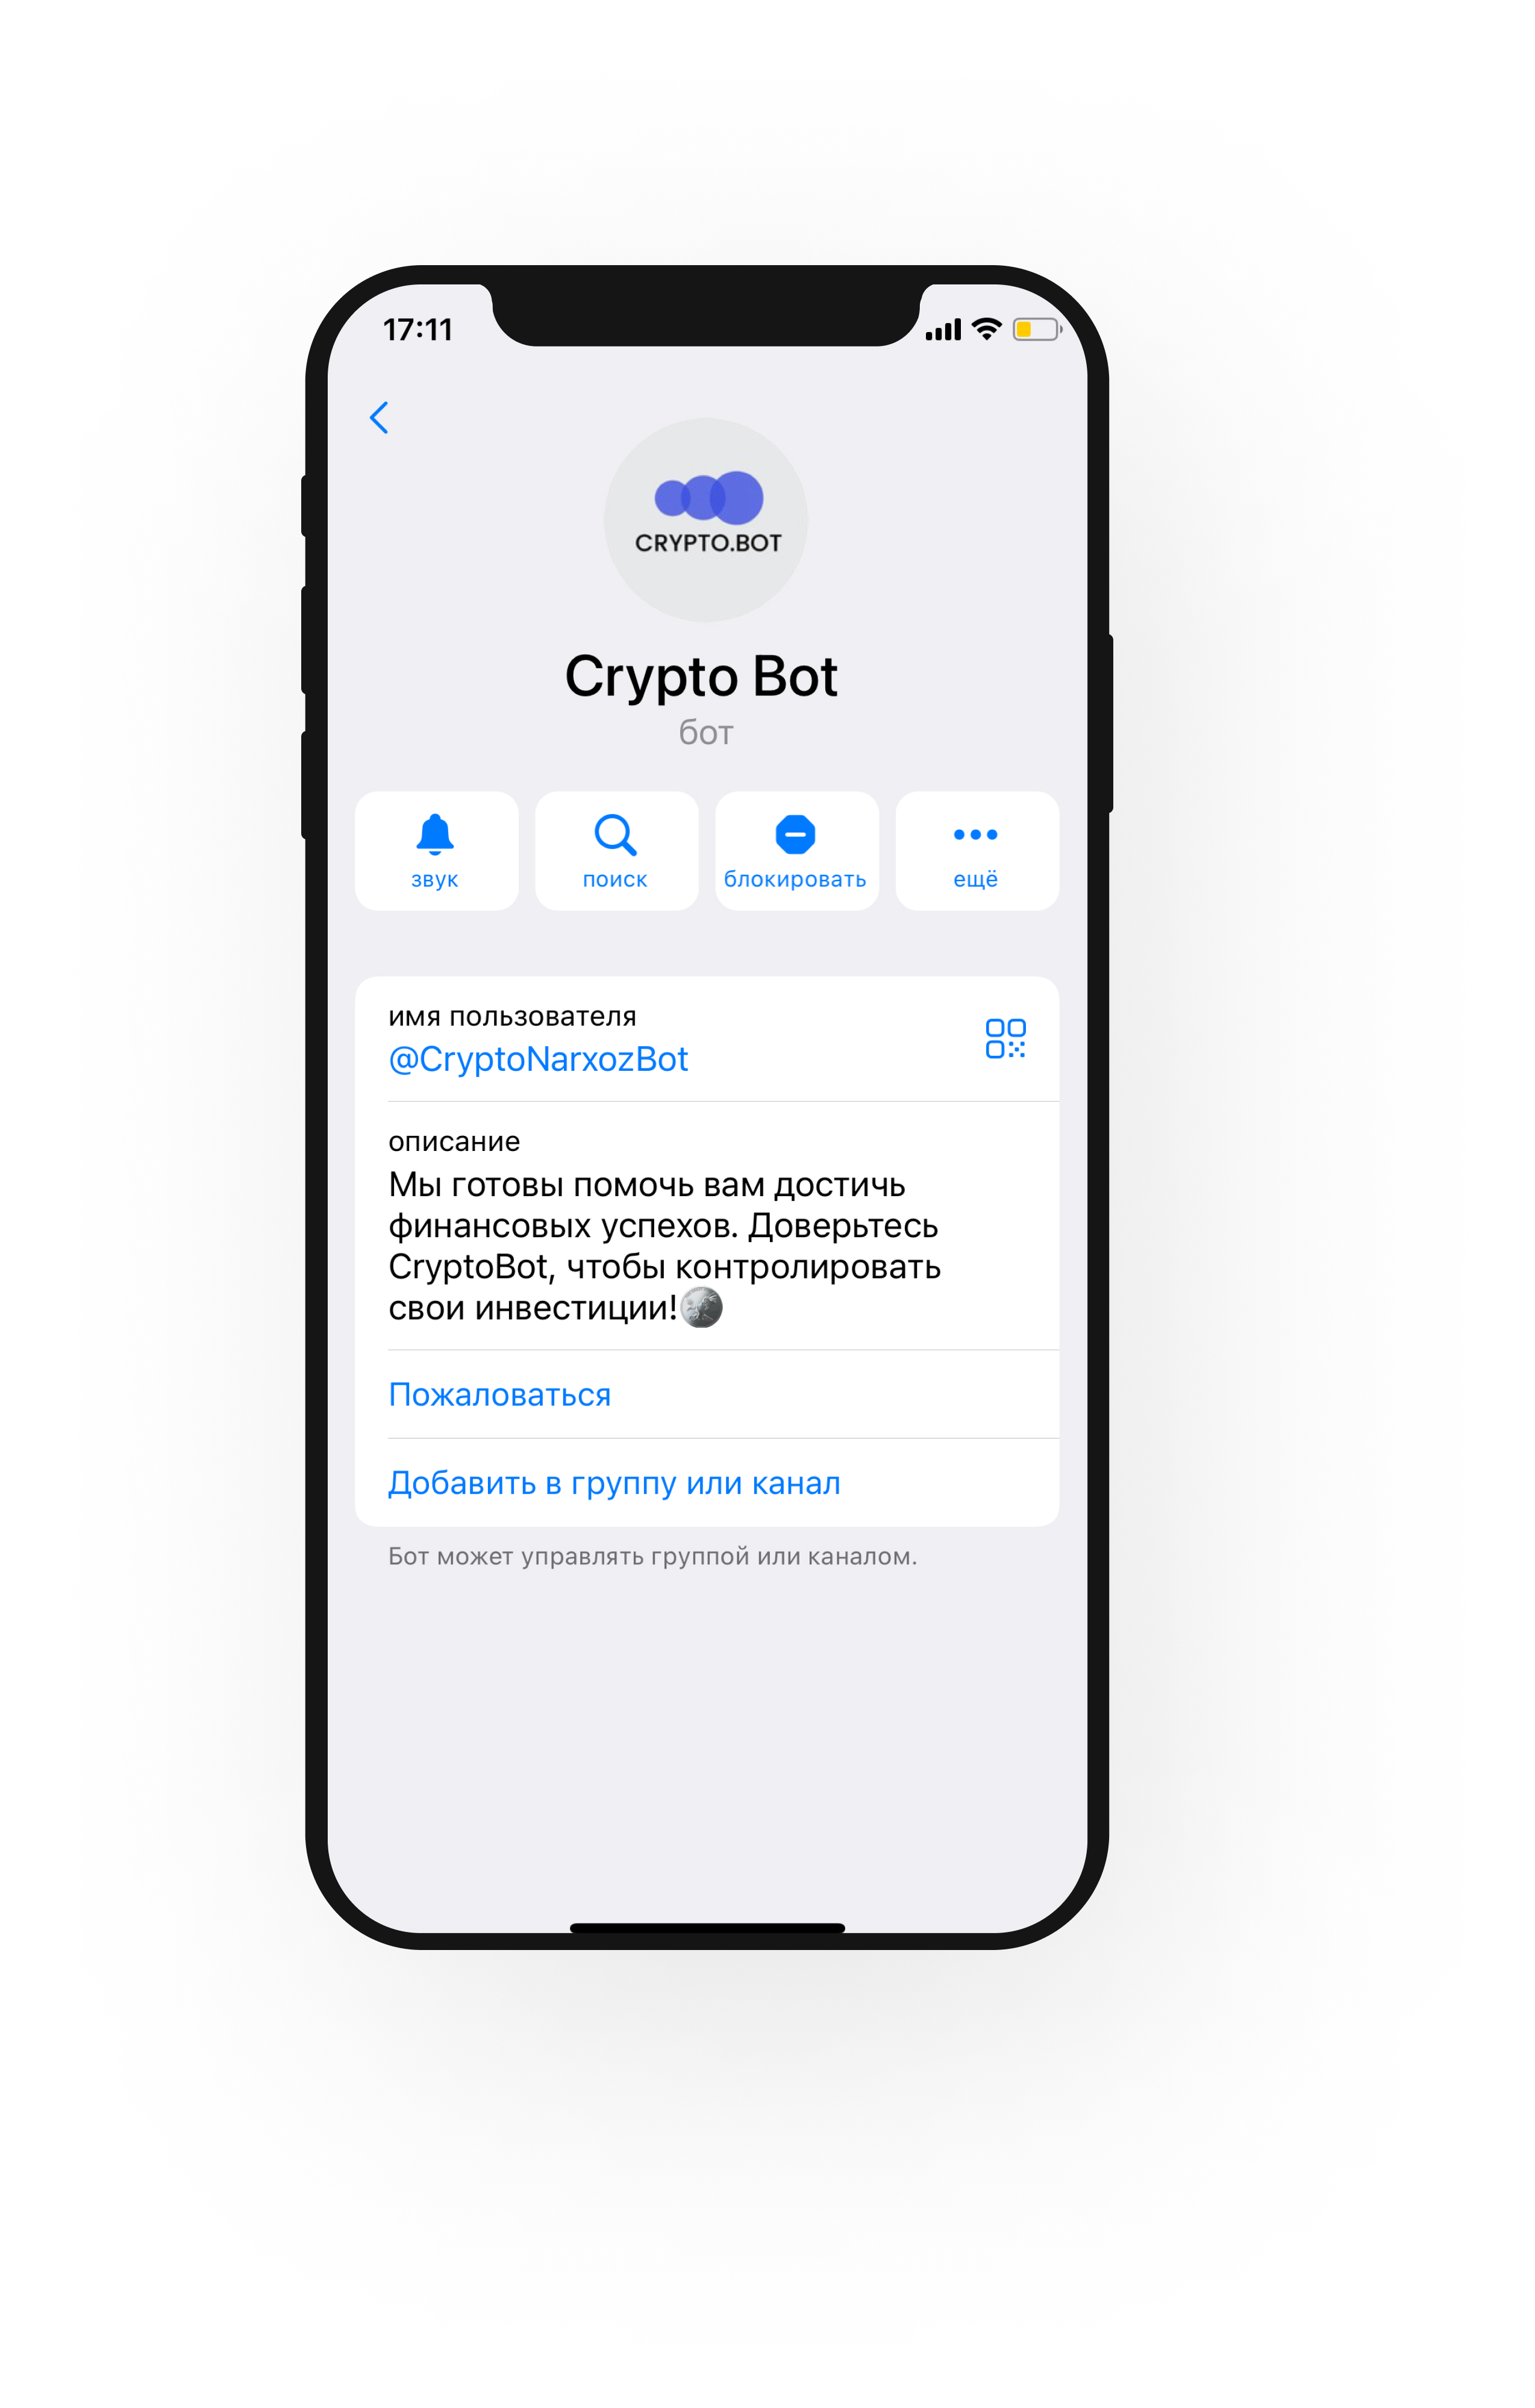 17:11
CRYPTO.BOT
Crypto Bot
бот
звук
поиск
блокировать
ещё
имя пользователя
@CryptoNarxozBot
описание
Мы готовы помочь вам достичь
финансовых успехов. Доверьтесь
CryptoBot, чтобы контролировать
свои инвестиции!
Пожаловаться
Добавить в группу или канал
Бот может управлять группой или каналом.